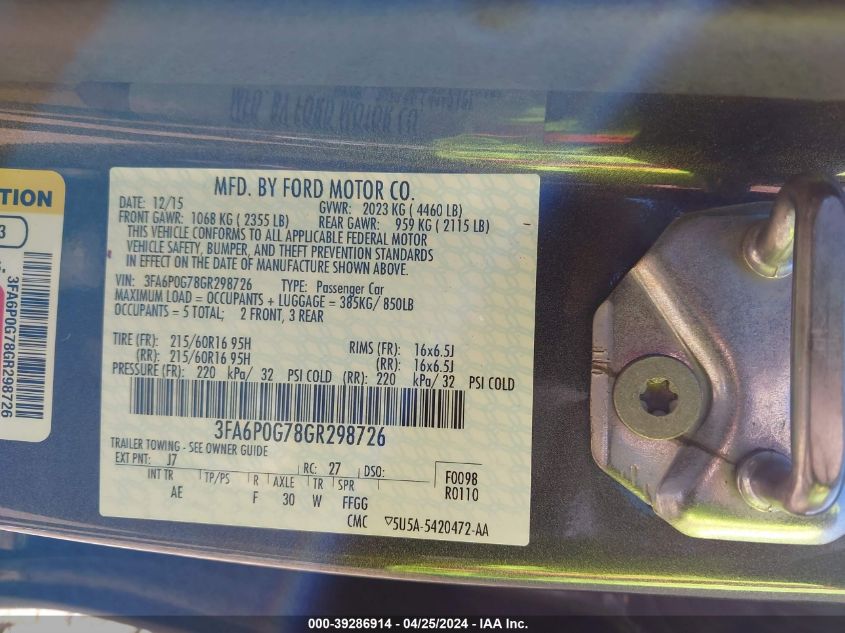 MFD. BY FORD MOTOR CO.
DATE: 12/15 GVWR: 2023 KG ( 4460 LB)
FRONT GAWR: 1068 KG ( 2355 LB) REAR GAWR: 959 KG ( 2115 LB)
THIS VEHICLE CONFORMS TO ALL APPLICABLE FEDERAL MOTOR
VEHICLE SAFETY, BUMPER, AND THEFT PREVENTION STANDARDS
IN EFFECT ON THE DATE OF MANUFACTURE SHOWN ABOVE.
VIN: 3FA6P0G78GR298726 TYPE: Passenger Car
MAXIMUM LOAD = OCCUPANTS + LUGGAGE = 385KG/ 850LB
OCCUPANTS = 5 TOTAL; 2 FRONT, 3 REAR
TIRE (FR): 215/60R16 95H RIMS (FR): 16x6.5J
(RR): 215/60R16 95H (RR): 16x6.5J
PRESSURE (FR): 220 kPa/ 32 PSI COLD (RR): 220 kPa/ 32 PSI COLD
3FA6P0G78GR298726
TRAILER TOWING - SEE OWNER GUIDE
EXT PNT: J7 RC: 27 DSO: F0098
INT TR TP/PS R AXLE TR SPR R0110
AE F 30 W FFGG
CMC ▽5U5A-5420472-AA
TION
3
3FA6P0G78GR298726
000-39286914 - 04/25/2024 - IAA Inc.